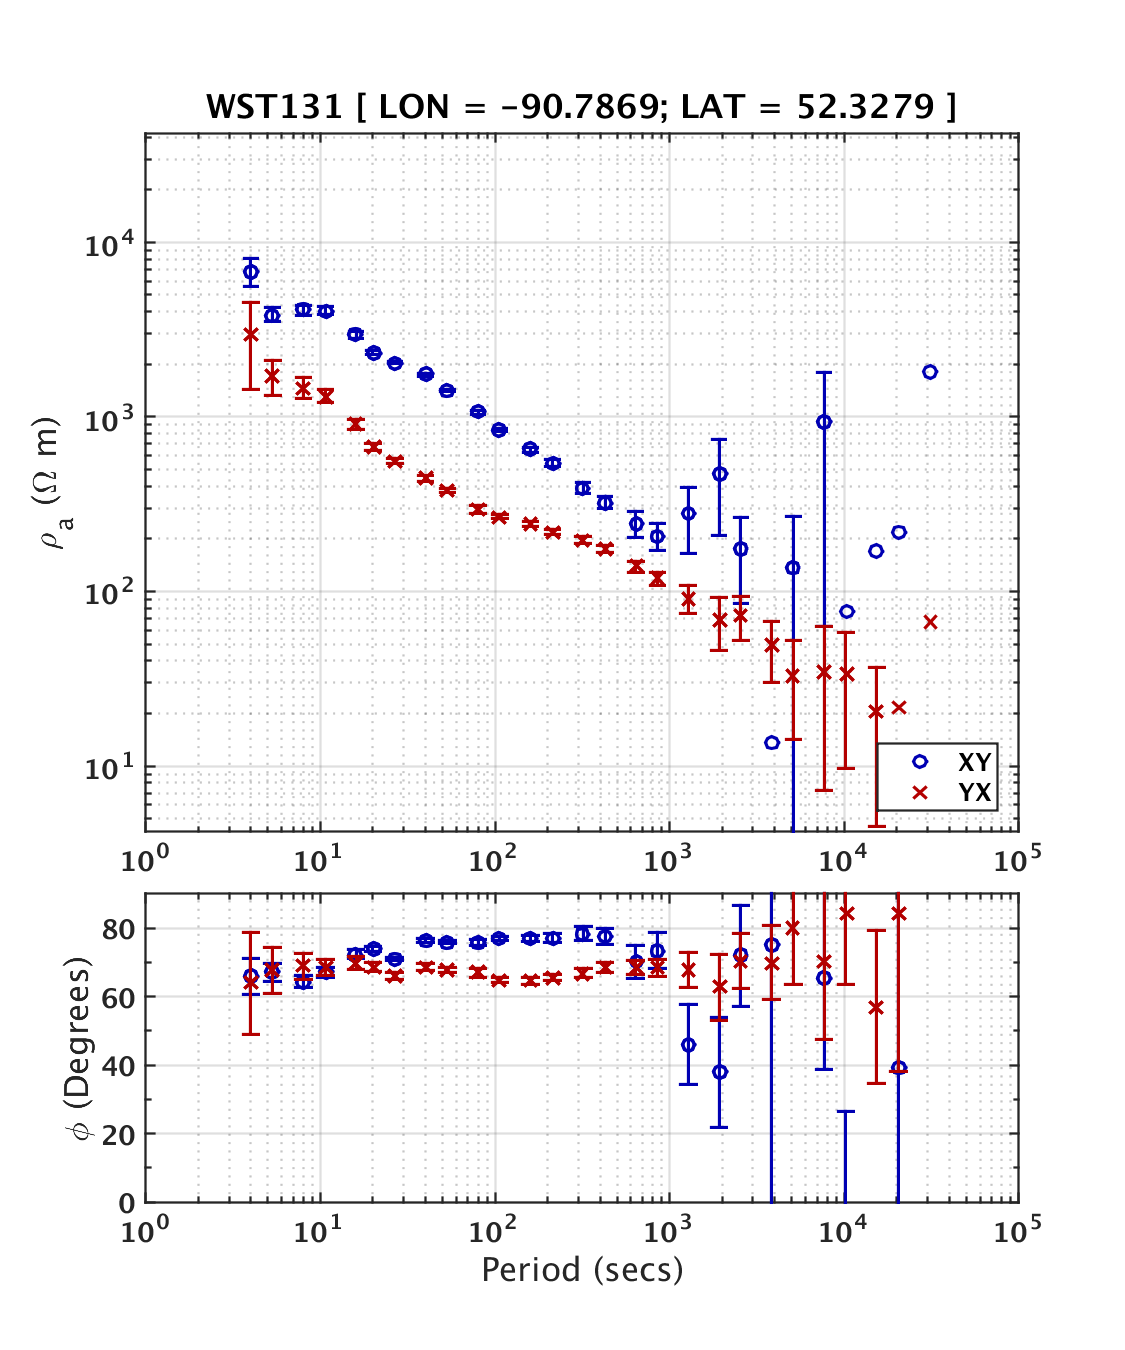 WST131 [ LON = −90.7869; LAT = 52.3279 ]
ρa (Ω m)
10⁴
10³
10²
10¹
XY
YX
10⁰ 10¹ 10² 10³ 10⁴ 10⁵
ϕ (Degrees)
80
60
40
20
0
10⁰ 10¹ 10² 10³ 10⁴ 10⁵
Period (secs)